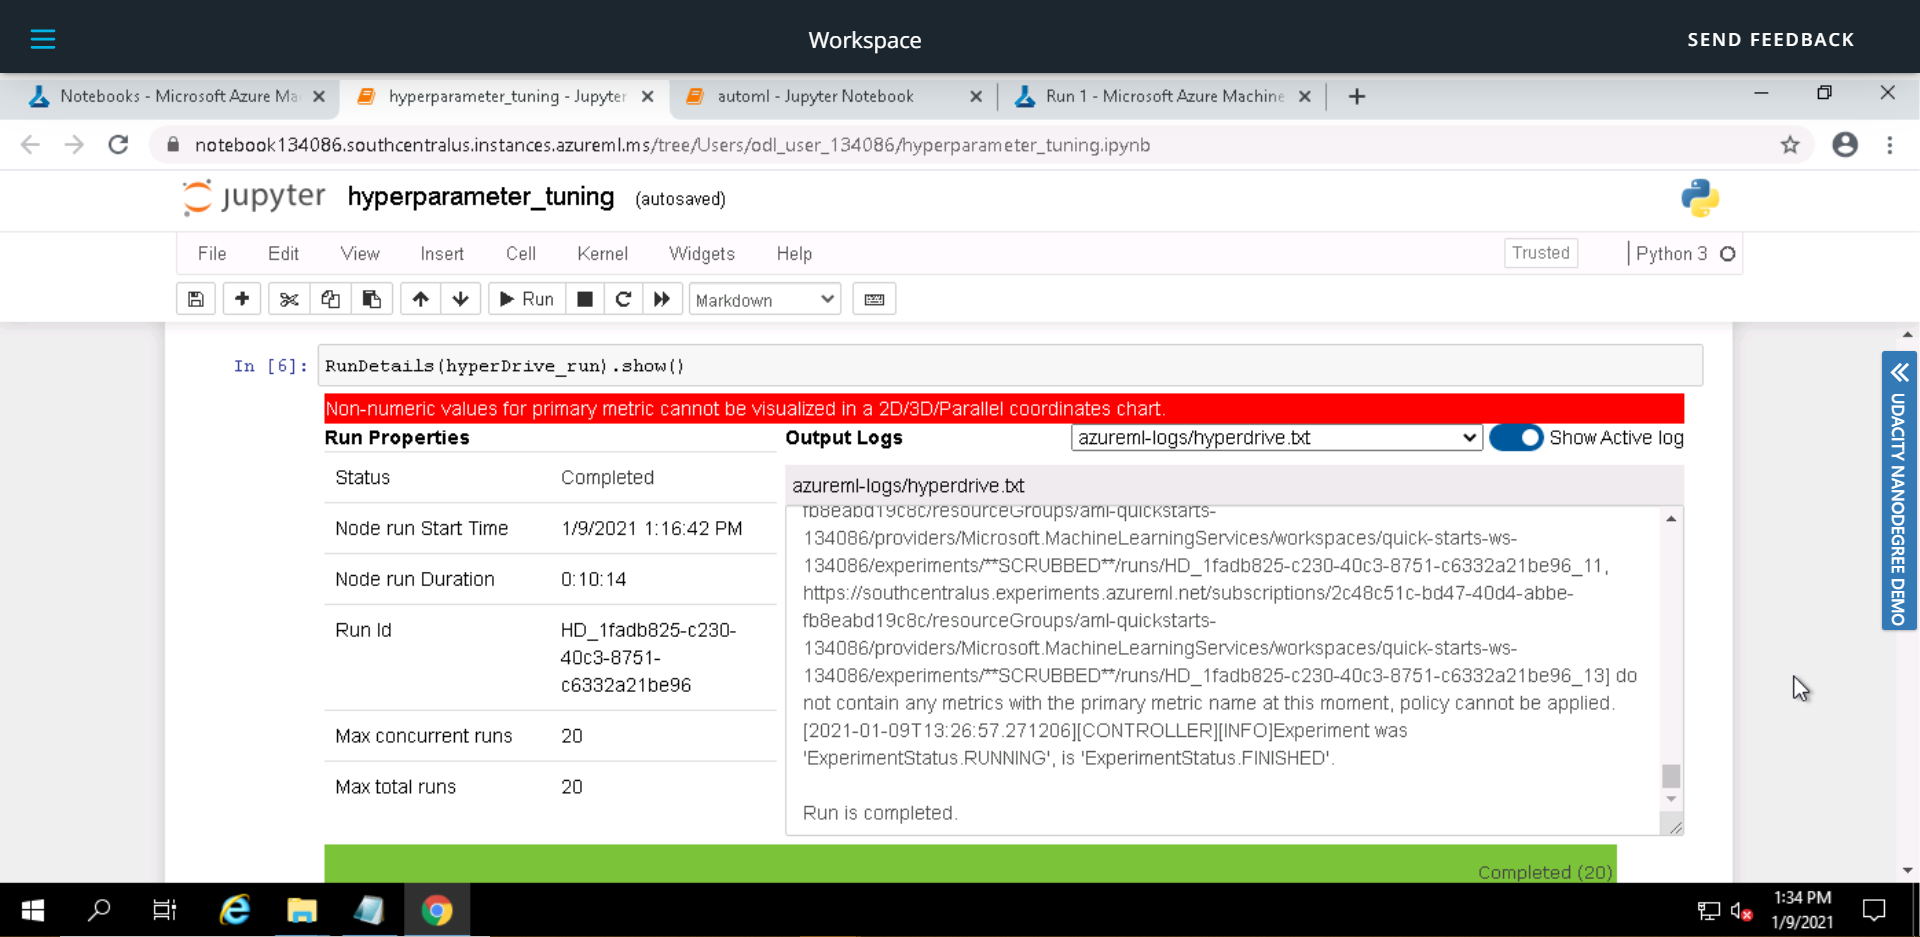 Workspace
SEND FEEDBACK
Notebooks - Microsoft Azure Ma
hyperparameter_tuning - Jupyter
automl - Jupyter Notebook
Run 1 - Microsoft Azure Machine
notebook134086.southcentralus.instances.azureml.ms/tree/Users/odl_user_134086/hyperparameter_tuning.ipynb
jupyter hyperparameter_tuning (autosaved)
File Edit View Insert Cell Kernel Widgets Help Trusted Python 3
Run Markdown
In [6]: RunDetails(hyperDrive_run).show()
Non-numeric values for primary metric cannot be visualized in a 2D/3D/Parallel coordinates chart.
Run Properties
Status Completed
Node run Start Time 1/9/2021 1:16:42 PM
Node run Duration 0:10:14
Run Id HD_1fadb825-c230-
40c3-8751-
c6332a21be96
Max concurrent runs 20
Max total runs 20
Output Logs azureml-logs/hyperdrive.txt Show Active log
azureml-logs/hyperdrive.txt
fb8eabd19c8c/resourceGroups/aml-quickstarts-
134086/providers/Microsoft.MachineLearningServices/workspaces/quick-starts-ws-
134086/experiments/**SCRUBBED**/runs/HD_1fadb825-c230-40c3-8751-c6332a21be96_11,
https://southcentralus.experiments.azureml.net/subscriptions/2c48c51c-bd47-40d4-abbe-
fb8eabd19c8c/resourceGroups/aml-quickstarts-
134086/providers/Microsoft.MachineLearningServices/workspaces/quick-starts-ws-
134086/experiments/**SCRUBBED**/runs/HD_1fadb825-c230-40c3-8751-c6332a21be96_13] do
not contain any metrics with the primary metric name at this moment, policy cannot be applied.
[2021-01-09T13:26:57.271206][CONTROLLER][INFO]Experiment was
'ExperimentStatus.RUNNING', is 'ExperimentStatus.FINISHED'.
Run is completed.
Completed (20)
UDACITY NANODEGREE DEMO
1:34 PM
1/9/2021